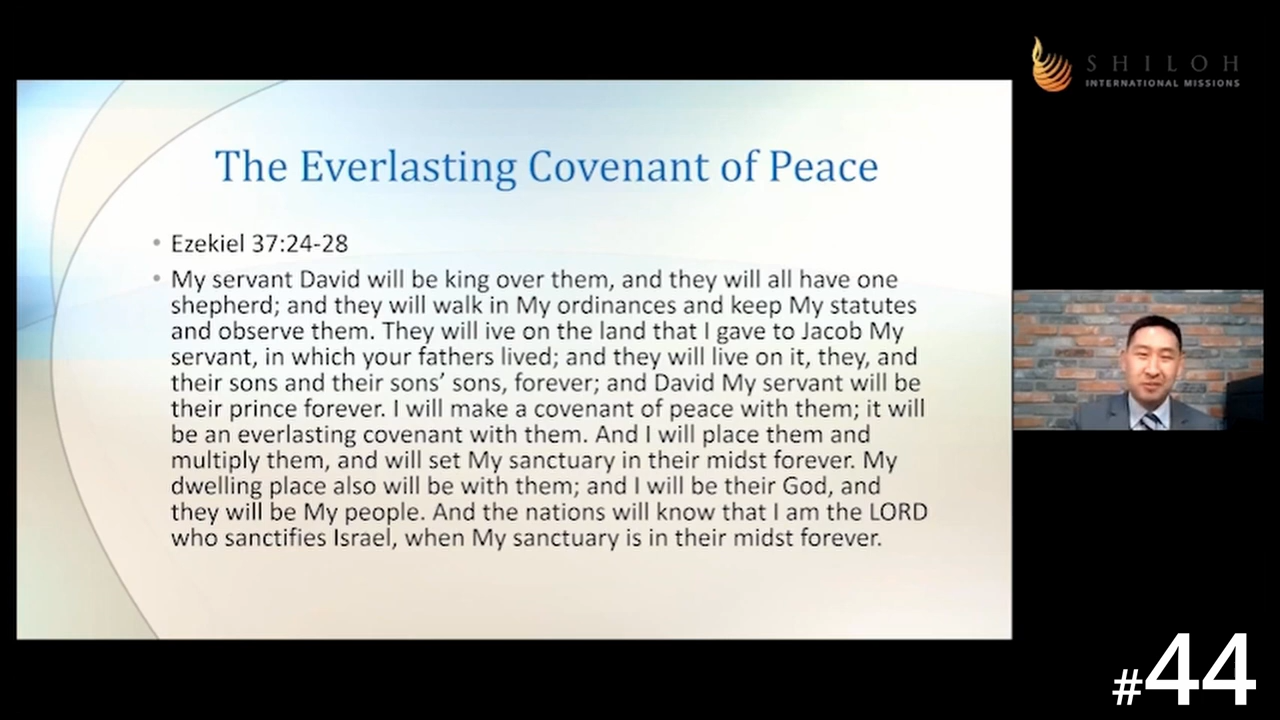 SHILOH
INTERNATIONAL MISSIONS
The Everlasting Covenant of Peace
• Ezekiel 37:24-28
• My servant David will be king over them, and they will all have one
shepherd; and they will walk in My ordinances and keep My statutes
and observe them. They will ive on the land that I gave to Jacob My
servant, in which your fathers lived; and they will live on it, they, and
their sons and their sons’ sons, forever; and David My servant will be
their prince forever. I will make a covenant of peace with them; it will
be an everlasting covenant with them. And I will place them and
multiply them, and will set My sanctuary in their midst forever. My
dwelling place also will be with them; and I will be their God, and
they will be My people. And the nations will know that I am the LORD
who sanctifies Israel, when My sanctuary is in their midst forever.
#44